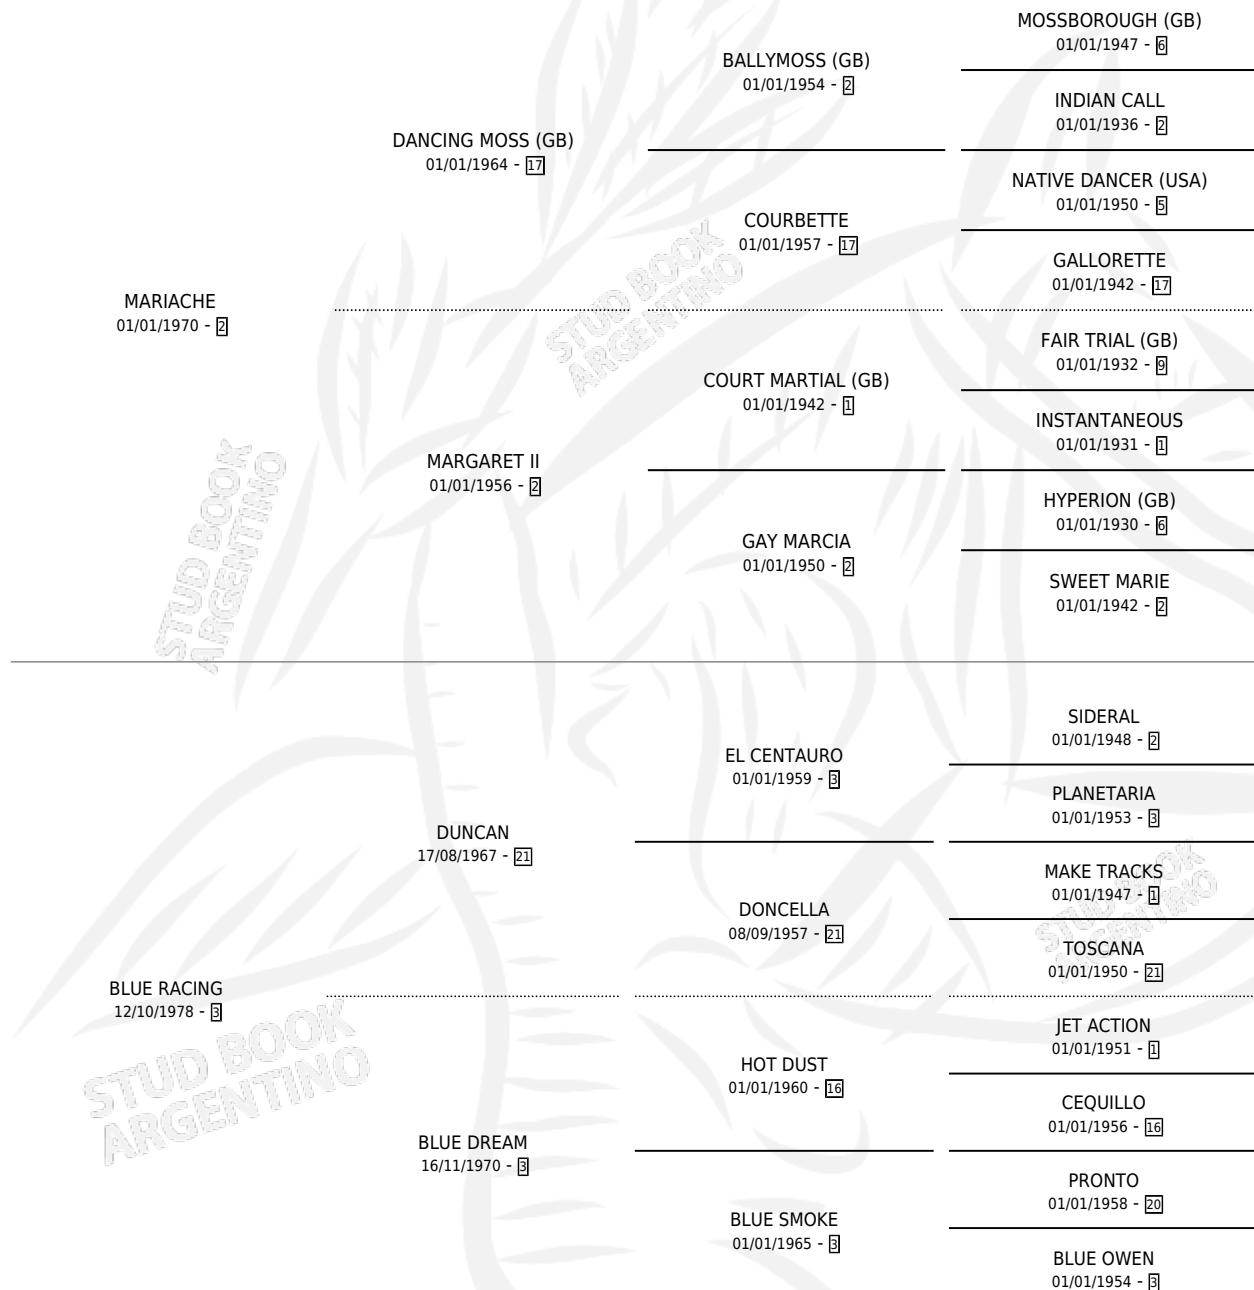 MOSSBOROUGH (GB)
01/01/1947 - 6
BALLYMOSS (GB)
01/01/1954 - 2
INDIAN CALL
01/01/1936 - 2
DANCING MOSS (GB)
01/01/1964 - 17
NATIVE DANCER (USA)
01/01/1950 - 5
COURBETTE
01/01/1957 - 17
GALLORETTE
01/01/1942 - 17
MARIACHE
01/01/1970 - 2
STUD BOOK
ARGENTINO
FAIR TRIAL (GB)
01/01/1932 - 9
COURT MARTIAL (GB)
01/01/1942 - 1
INSTANTANEOUS
01/01/1931 - 1
MARGARET II
01/01/1956 - 2
HYPERION (GB)
01/01/1930 - 6
GAY MARCIA
01/01/1950 - 2
SWEET MARIE
01/01/1942 - 2
STUD BOOK
ARGENTINO
SIDERAL
01/01/1948 - 2
EL CENTAURO
01/01/1959 - 3
PLANETARIA
01/01/1953 - 3
DUNCAN
17/08/1967 - 21
MAKE TRACKS
01/01/1947 - 1
DONCELLA
08/09/1957 - 21
TOSCANA
01/01/1950 - 21
STUD BOOK
ARGENTINO
BLUE RACING
12/10/1978 - 3
JET ACTION
01/01/1951 - 1
HOT DUST
01/01/1960 - 16
CEQUILLO
01/01/1956 - 16
BLUE DREAM
16/11/1970 - 3
PRONTO
01/01/1958 - 20
BLUE SMOKE
01/01/1965 - 3
BLUE OWEN
01/01/1954 - 3
STUD BOOK
ARGENTINO